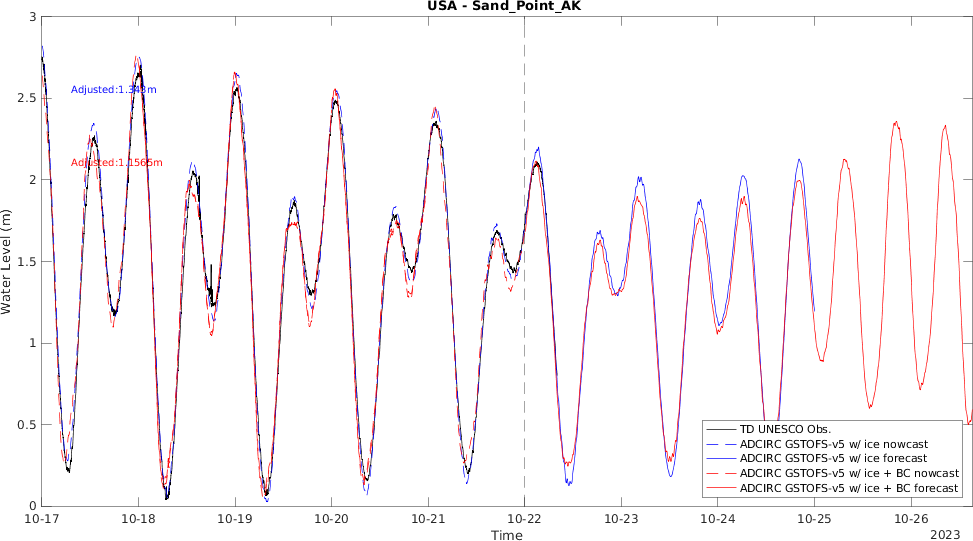 USA - Sand_Point_AK
3
2.5
2
1.5
1
0.5
0
Water Level (m)
Adjusted:1.343m
Adjusted:1.1565m
TD UNESCO Obs.
ADCIRC GSTOFS-v5 w/ ice nowcast
ADCIRC GSTOFS-v5 w/ ice forecast
ADCIRC GSTOFS-v5 w/ ice + BC nowcast
ADCIRC GSTOFS-v5 w/ ice + BC forecast
10-17 10-18 10-19 10-20 10-21 10-22 10-23 10-24 10-25 10-26
Time
2023